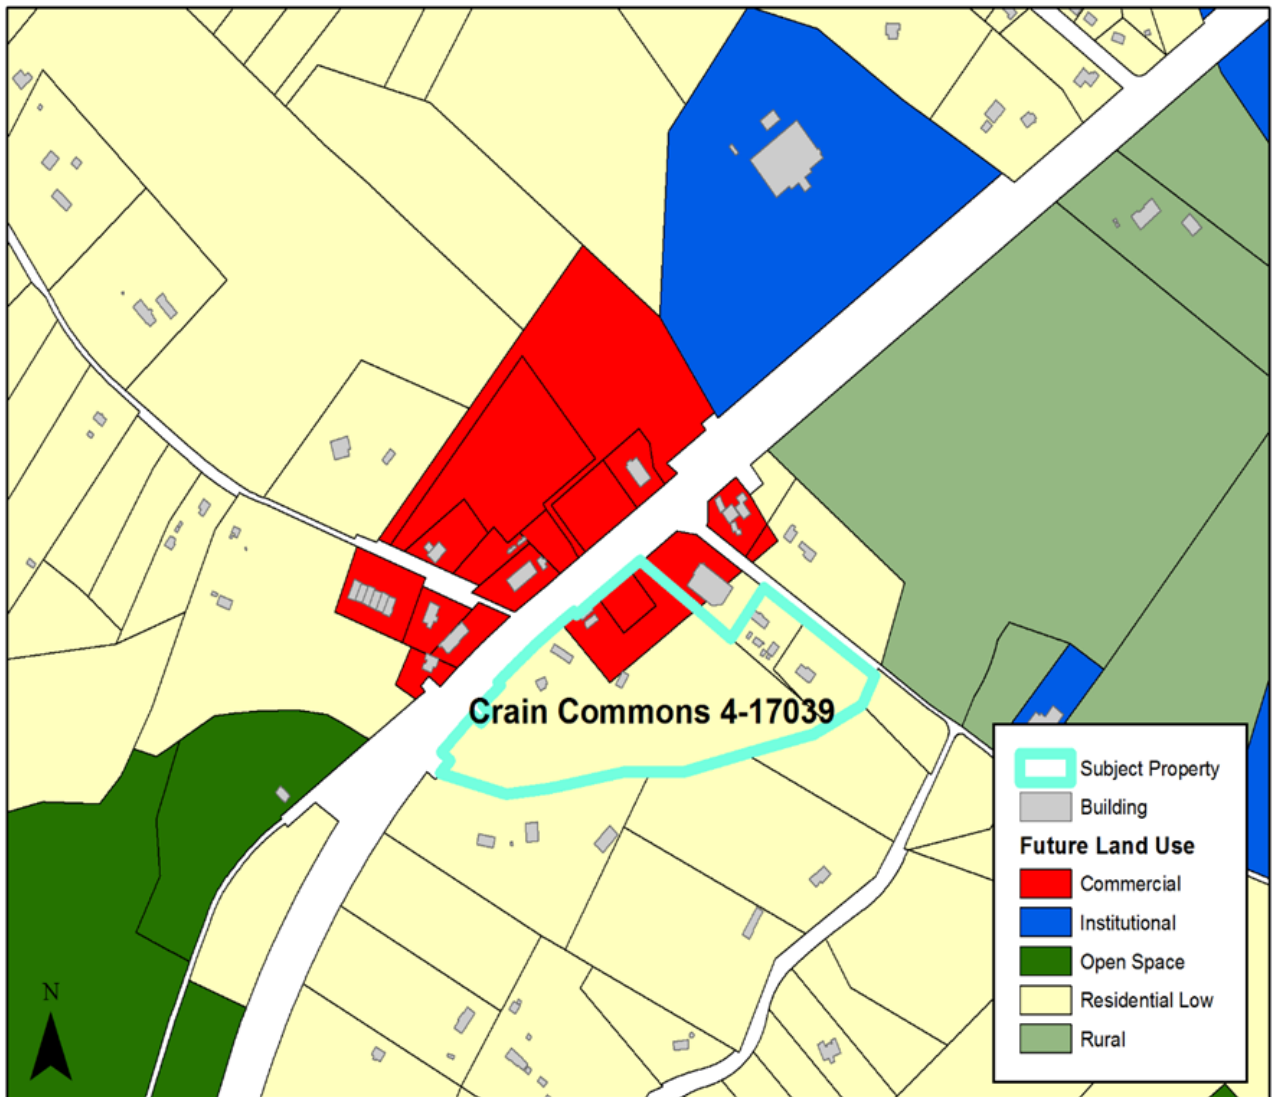 Crain Commons 4-17039
Subject Property
Building
Future Land Use
Commercial
Institutional
Open Space
Residential Low
Rural
N